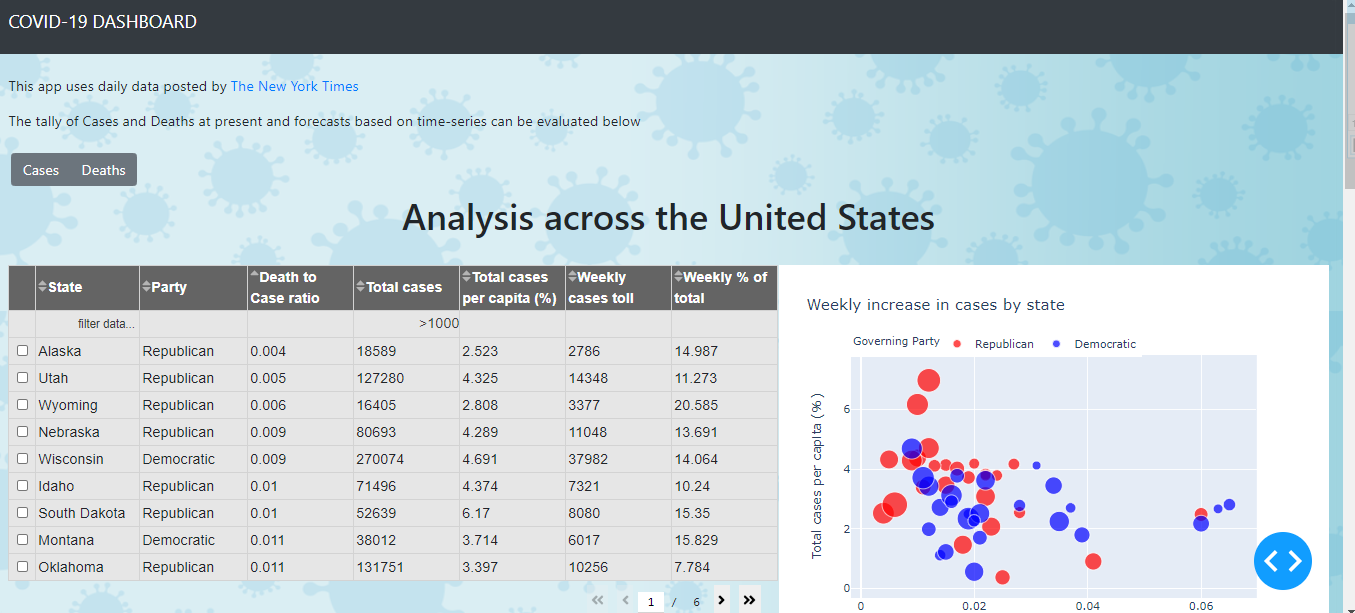 COVID-19 DASHBOARD
This app uses daily data posted by The New York Times
The tally of Cases and Deaths at present and forecasts based on time-series can be evaluated below
Cases Deaths
Analysis across the United States
State Party Death to Case ratio Total cases Total cases per capita (%) Weekly cases toll Weekly % of total
filter data... >1000
Alaska Republican 0.004 18589 2.523 2786 14.987
Utah Republican 0.005 127280 4.325 14348 11.273
Wyoming Republican 0.006 16405 2.808 3377 20.585
Nebraska Republican 0.009 80693 4.289 11048 13.691
Wisconsin Democratic 0.009 270074 4.691 37982 14.064
Idaho Republican 0.01 71496 4.374 7321 10.24
South Dakota Republican 0.01 52639 6.17 8080 15.35
Montana Democratic 0.011 38012 3.714 6017 15.829
Oklahoma Republican 0.011 131751 3.397 10256 7.784
1 / 6
Weekly increase in cases by state
Governing Party Republican Democratic
Total cases per capita (%)
6
4
2
0
0 0.02 0.04 0.06